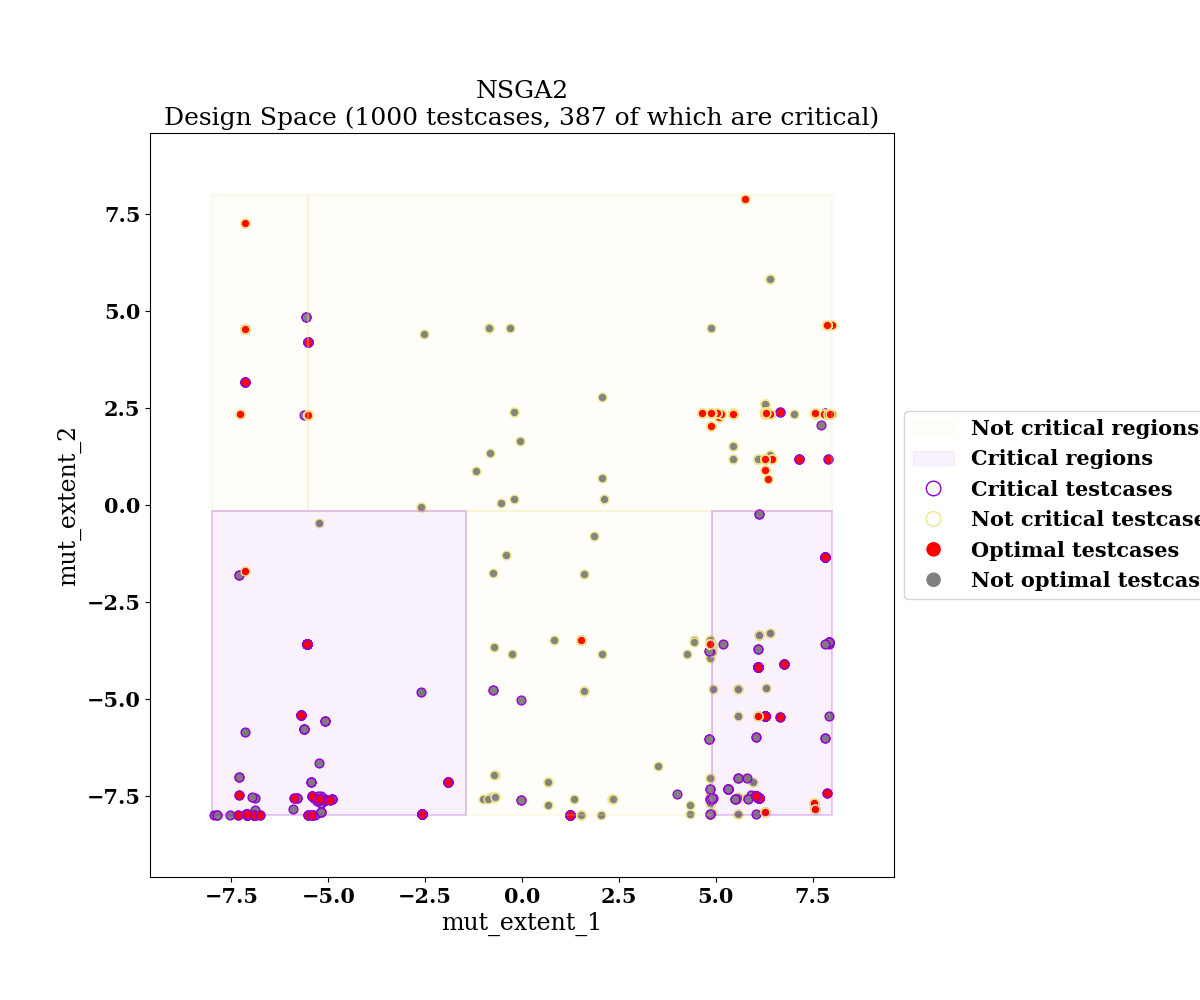 NSGA2
Design Space (1000 testcases, 387 of which are critical)
mut_extent_2
7.5
5.0
2.5
0.0
−2.5
−5.0
−7.5
−7.5
−5.0
−2.5
0.0
2.5
5.0
7.5
mut_extent_1
Not critical regions
Critical regions
Critical testcases
Not critical testcase
Optimal testcases
Not optimal testcas